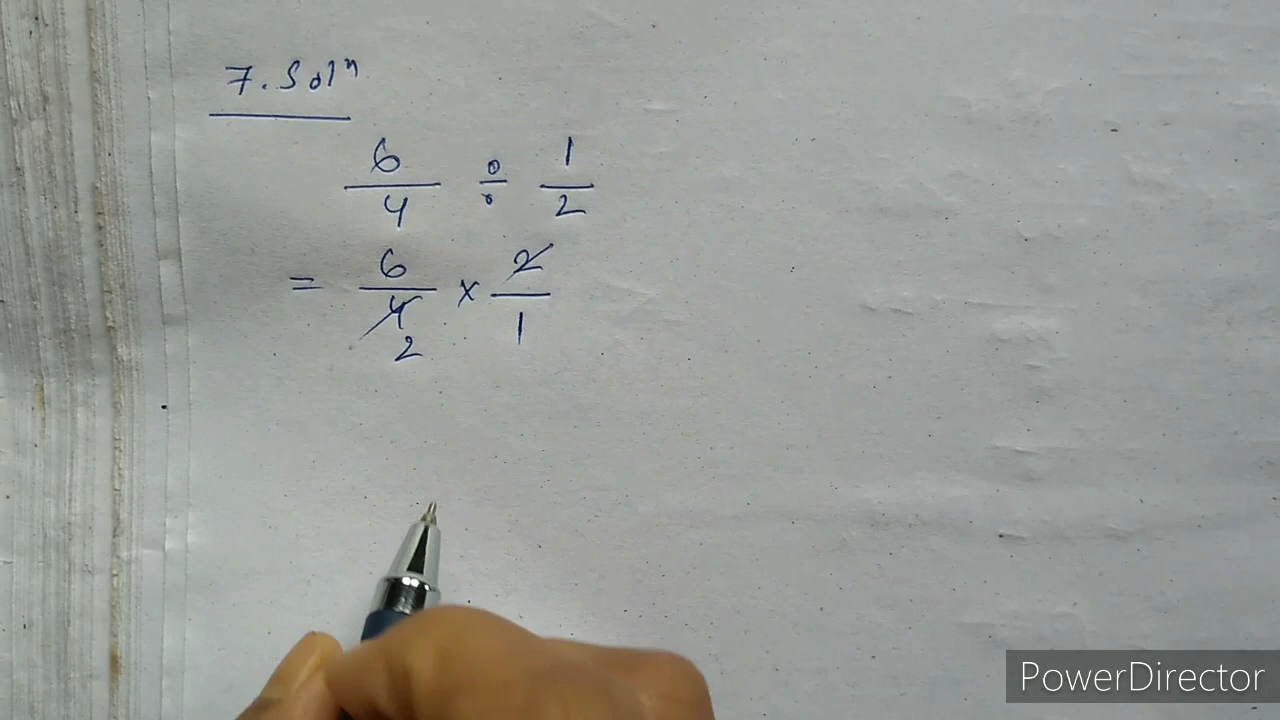 7. Solⁿ
6/4 ÷ 1/2
= 6/4 × 2/1
2
PowerDirector